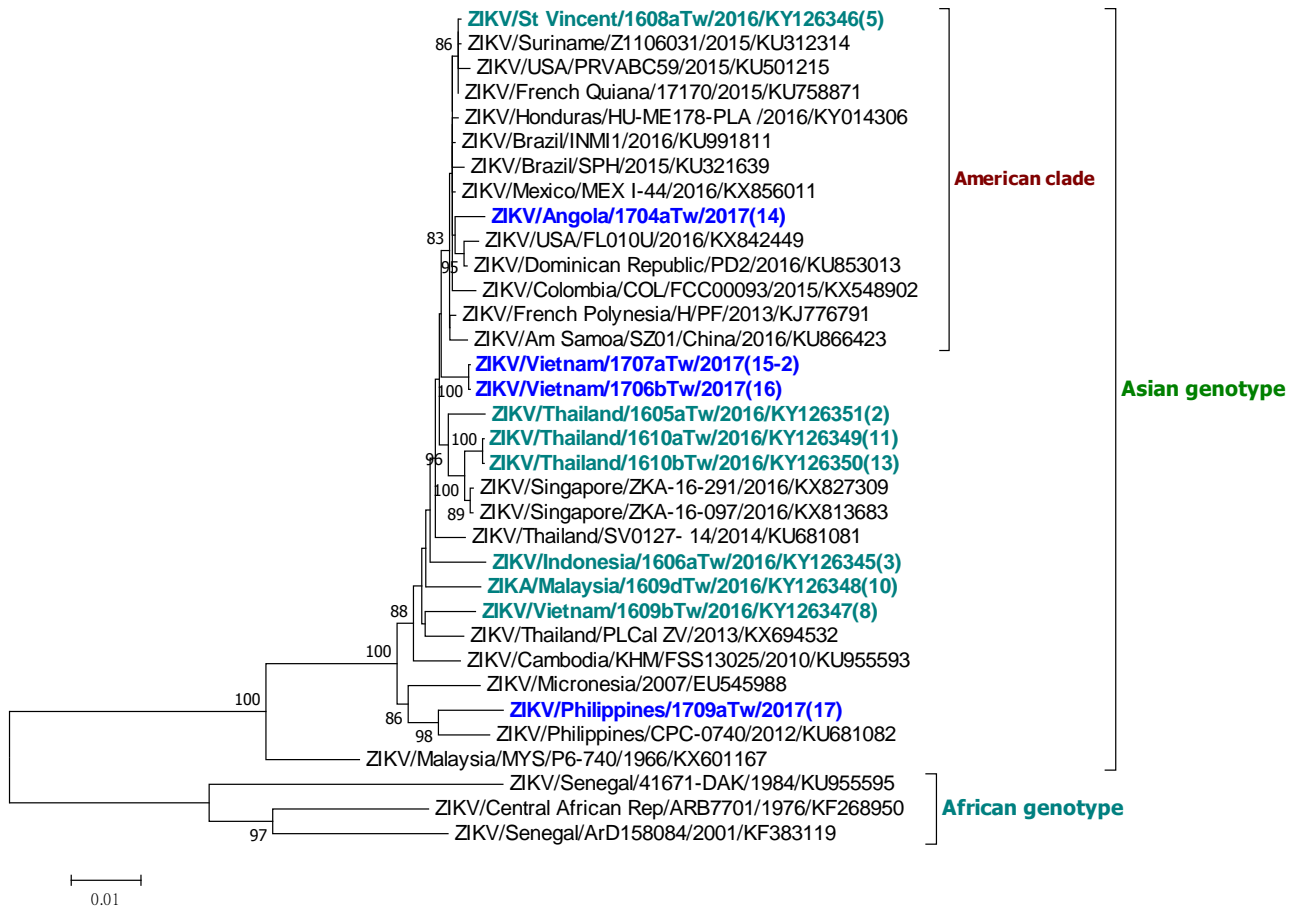 ZIKV/St Vincent/1608aTw/2016/KY126346(5)
86
ZIKV/Suriname/Z1106031/2015/KU312314
ZIKV/USA/PRVABC59/2015/KU501215
ZIKV/French Quiana/17170/2015/KU758871
ZIKV/Honduras/HU-ME178-PLA /2016/KY014306
ZIKV/Brazil/INMI1/2016/KU991811
ZIKV/Brazil/SPH/2015/KU321639
American clade
ZIKV/Mexico/MEX I-44/2016/KX856011
ZIKV/Angola/1704aTw/2017(14)
83
ZIKV/USA/FL010U/2016/KX842449
95
ZIKV/Dominican Republic/PD2/2016/KU853013
ZIKV/Colombia/COL/FCC00093/2015/KX548902
ZIKV/French Polynesia/H/PF/2013/KJ776791
ZIKV/Am Samoa/SZ01/China/2016/KU866423
ZIKV/Vietnam/1707aTw/2017(15-2)
100
ZIKV/Vietnam/1706bTw/2017(16)
Asian genotype
ZIKV/Thailand/1605aTw/2016/KY126351(2)
100
ZIKV/Thailand/1610aTw/2016/KY126349(11)
96
ZIKV/Thailand/1610bTw/2016/KY126350(13)
100
ZIKV/Singapore/ZKA-16-291/2016/KX827309
89
ZIKV/Singapore/ZKA-16-097/2016/KX813683
ZIKV/Thailand/SV0127- 14/2014/KU681081
ZIKV/Indonesia/1606aTw/2016/KY126345(3)
ZIKA/Malaysia/1609dTw/2016/KY126348(10)
88
ZIKV/Vietnam/1609bTw/2016/KY126347(8)
ZIKV/Thailand/PLCal ZV/2013/KX694532
100
ZIKV/Cambodia/KHM/FSS13025/2010/KU955593
ZIKV/Micronesia/2007/EU545988
100
86
ZIKV/Philippines/1709aTw/2017(17)
98
ZIKV/Philippines/CPC-0740/2012/KU681082
ZIKV/Malaysia/MYS/P6-740/1966/KX601167
ZIKV/Senegal/41671-DAK/1984/KU955595
ZIKV/Central African Rep/ARB7701/1976/KF268950
African genotype
97
ZIKV/Senegal/ArD158084/2001/KF383119
0.01